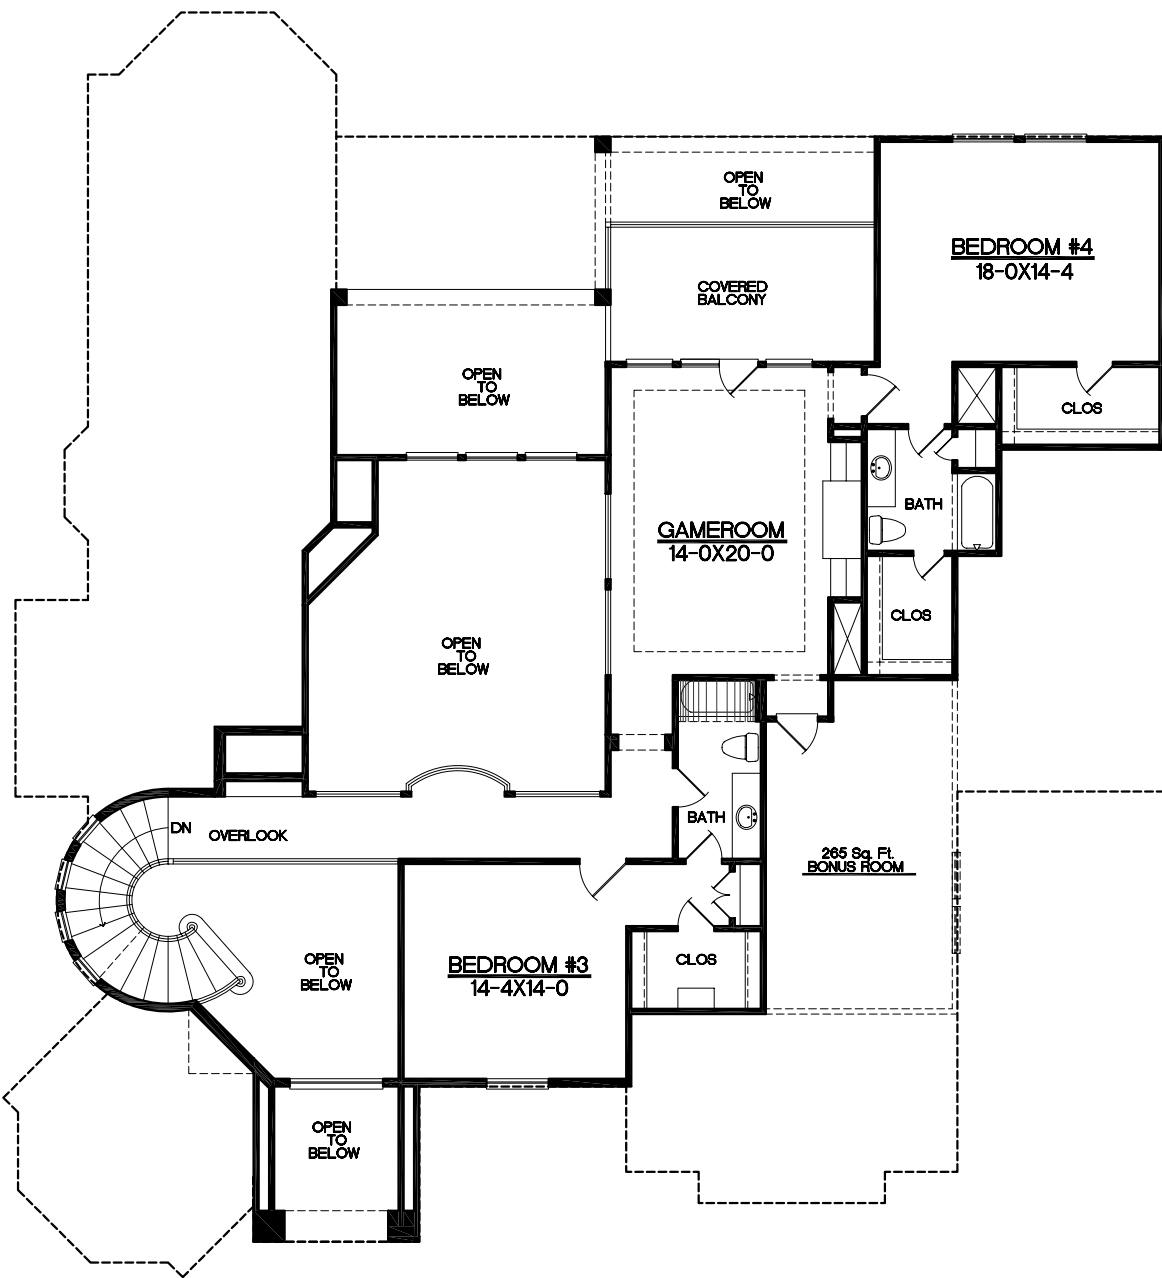 OPEN
TO
BELOW
BEDROOM #4
18-0X14-4
COVERED
BALCONY
OPEN
TO
BELOW
CLOS
BATH
GAMEROOM
14-0X20-0
CLOS
OPEN
TO
BELOW
DN
OVERLOOK
BATH
265 Sq. Ft.
BONUS ROOM
OPEN
TO
BELOW
BEDROOM #3
14-4X14-0
CLOS
OPEN
TO
BELOW